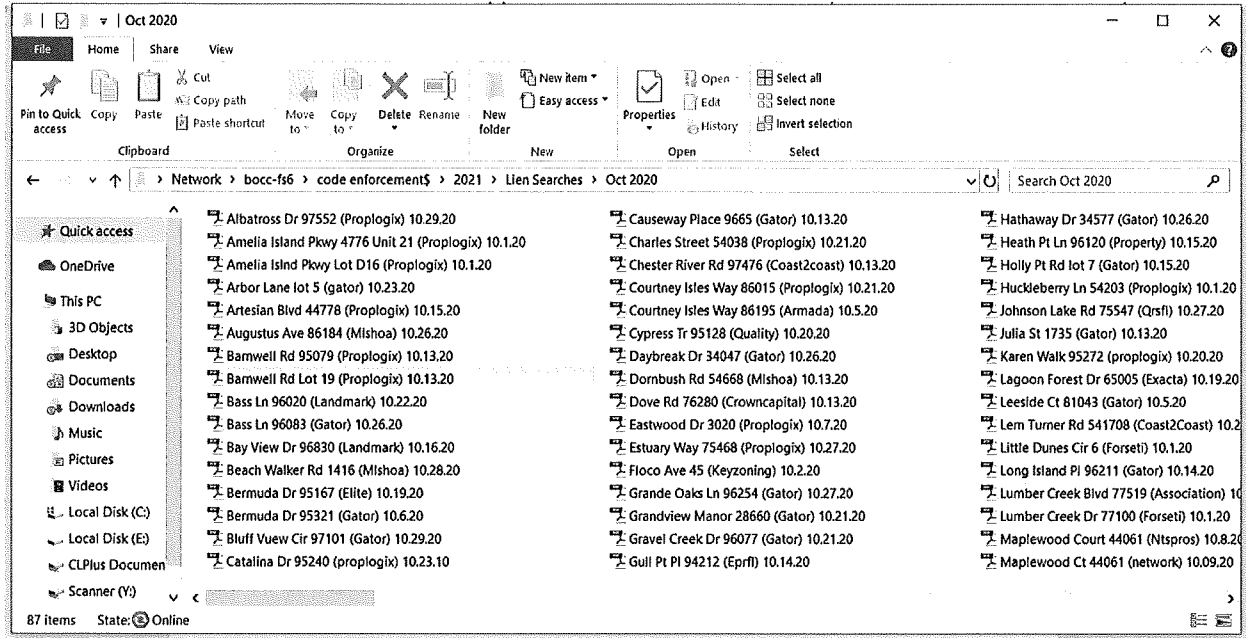 Oct 2020
File Home Share View
Pin to Quick access
Copy
Paste
Cut
Copy path
Paste shortcut
Clipboard
Move to
Copy to
Delete
Rename
Organize
New folder
New item
Easy access
New
Properties
Open
Edit
History
Open
Select all
Select none
Invert selection
Select
Network > bocc-fs6 > code enforcement$ > 2021 > Lien Searches > Oct 2020
Search Oct 2020
Quick access
OneDrive
This PC
3D Objects
Desktop
Documents
Downloads
Music
Pictures
Videos
Local Disk (C:)
Local Disk (E:)
CLPlus Documen
Scanner (Y:)
Albatross Dr 97552 (Proplogix) 10.29.20
Amelia Island Pkwy 4776 Unit 21 (Proplogix) 10.1.20
Amelia Islnd Pkwy Lot D16 (Proplogix) 10.1.20
Arbor Lane lot 5 (gator) 10.23.20
Artesian Blvd 44778 (Proplogix) 10.15.20
Augustus Ave 86184 (Mishoa) 10.26.20
Barnwell Rd 95079 (Proplogix) 10.13.20
Barnwell Rd Lot 19 (Proplogix) 10.13.20
Bass Ln 96020 (Landmark) 10.22.20
Bass Ln 96083 (Gator) 10.26.20
Bay View Dr 96830 (Landmark) 10.16.20
Beach Walker Rd 1416 (Mishoa) 10.28.20
Bermuda Dr 95167 (Elite) 10.19.20
Bermuda Dr 95321 (Gator) 10.6.20
Bluff Vuew Cir 97101 (Gator) 10.29.20
Catalina Dr 95240 (proplogix) 10.23.10
Causeway Place 9665 (Gator) 10.13.20
Charles Street 54038 (Proplogix) 10.21.20
Chester River Rd 97476 (Coast2coast) 10.13.20
Courtney Isles Way 86015 (Proplogix) 10.21.20
Courtney Isles Way 86195 (Armada) 10.5.20
Cypress Tr 95128 (Quality) 10.20.20
Daybreak Dr 34047 (Gator) 10.26.20
Dornbush Rd 54668 (Mishoa) 10.13.20
Dove Rd 76280 (Crowncapital) 10.13.20
Eastwood Dr 3020 (Proplogix) 10.7.20
Estuary Way 75468 (Proplogix) 10.27.20
Floco Ave 45 (Keyzoning) 10.2.20
Grande Oaks Ln 96254 (Gator) 10.27.20
Grandview Manor 28660 (Gator) 10.21.20
Gravel Creek Dr 96077 (Gator) 10.21.20
Gull Pt Pl 94212 (Eprfl) 10.14.20
Hathaway Dr 34577 (Gator) 10.26.20
Heath Pt Ln 96120 (Property) 10.15.20
Holly Pt Rd lot 7 (Gator) 10.15.20
Huckleberry Ln 54203 (Proplogix) 10.1.20
Johnson Lake Rd 75547 (Qrsfl) 10.27.20
Julia St 1735 (Gator) 10.13.20
Karen Walk 95272 (proplogix) 10.20.20
Lagoon Forest Dr 65005 (Exacta) 10.19.20
Leeside Ct 81043 (Gator) 10.5.20
Lem Turner Rd 541708 (Coast2Coast) 10.2
Little Dunes Cir 6 (Forseti) 10.1.20
Long Island Pl 96211 (Gator) 10.14.20
Lumber Creek Blvd 77519 (Association) 10
Lumber Creek Dr 77100 (Forseti) 10.1.20
Maplewood Court 44061 (Ntspros) 10.8.20
Maplewood Ct 44061 (network) 10.09.20
87 items State: Online